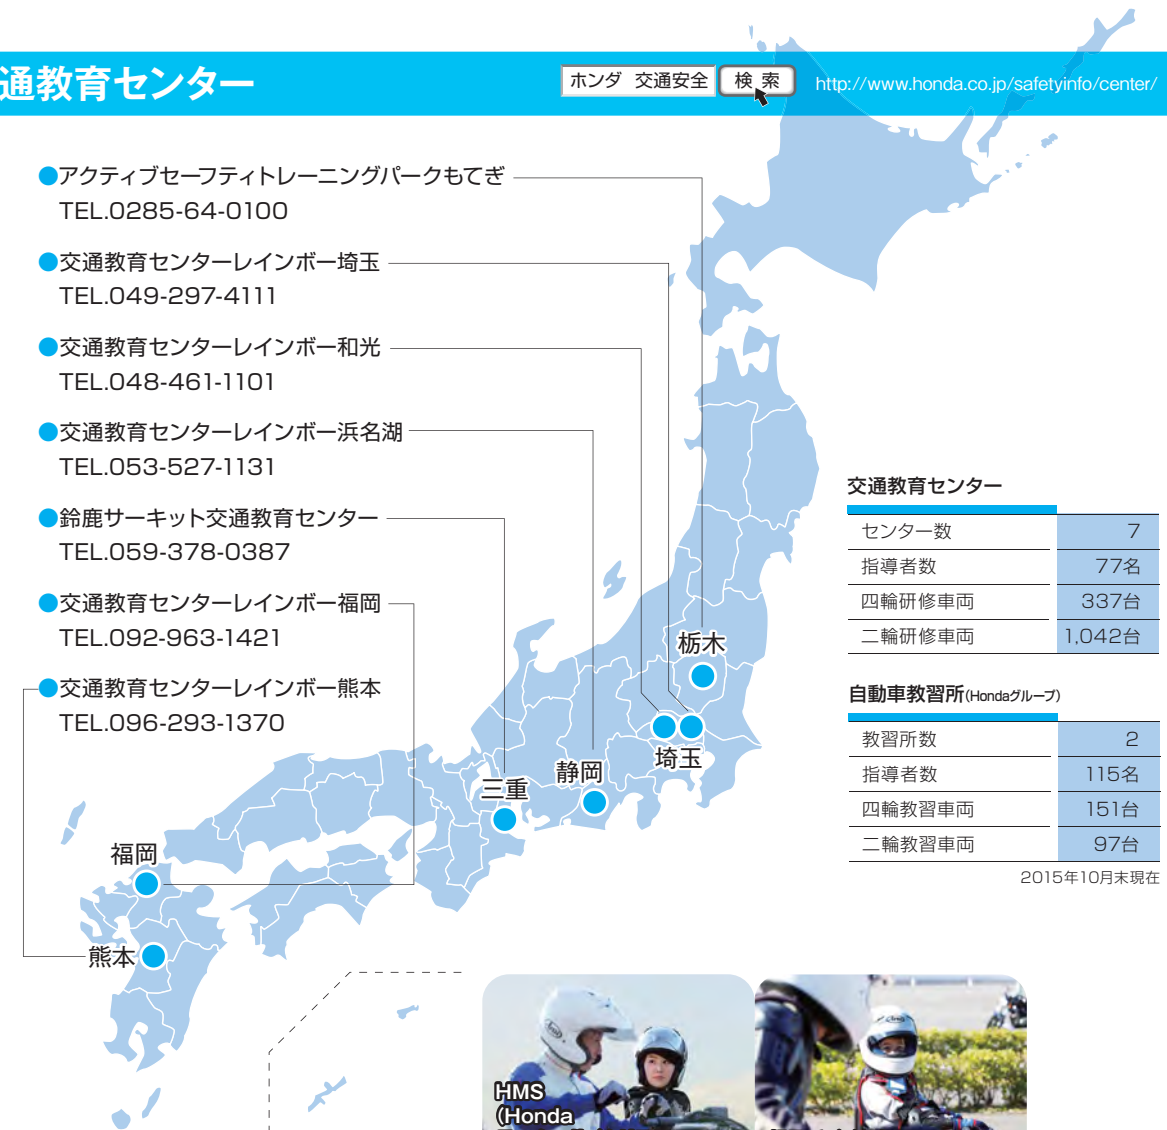 通教育センター
ホンダ 交通安全 検 索 http://www.honda.co.jp/safetyinfo/center/
●アクティブセーフティトレーニングパークもてぎ
TEL.0285-64-0100
●交通教育センターレインボー埼玉
TEL.049-297-4111
●交通教育センターレインボー和光
TEL.048-461-1101
●交通教育センターレインボー浜名湖
TEL.053-527-1131
●鈴鹿サーキット交通教育センター
TEL.059-378-0387
●交通教育センターレインボー福岡
TEL.092-963-1421
●交通教育センターレインボー熊本
TEL.096-293-1370
栃木
埼玉
静岡
三重
福岡
熊本
交通教育センター
センター数 7
指導者数 77名
四輪研修車両 337台
二輪研修車両 1,042台
自動車教習所(Hondaグループ)
教習所数 2
指導者数 115名
四輪教習車両 151台
二輪教習車両 97台
2015年10月末現在
HMS
(Honda